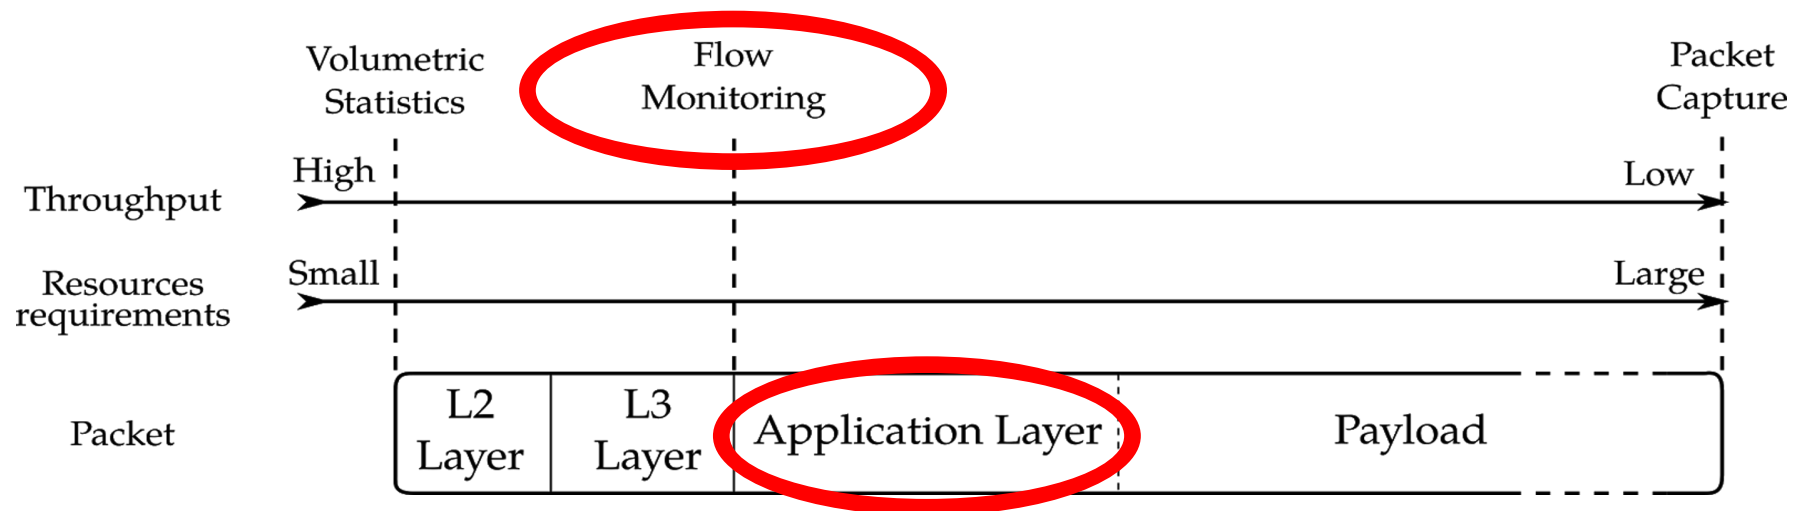 Volumetric
Statistics
Flow
Monitoring
Packet
Capture
Throughput
High
Low
Resources
requirements
Small
Large
Packet
L2
Layer
L3
Layer
Application Layer
Payload